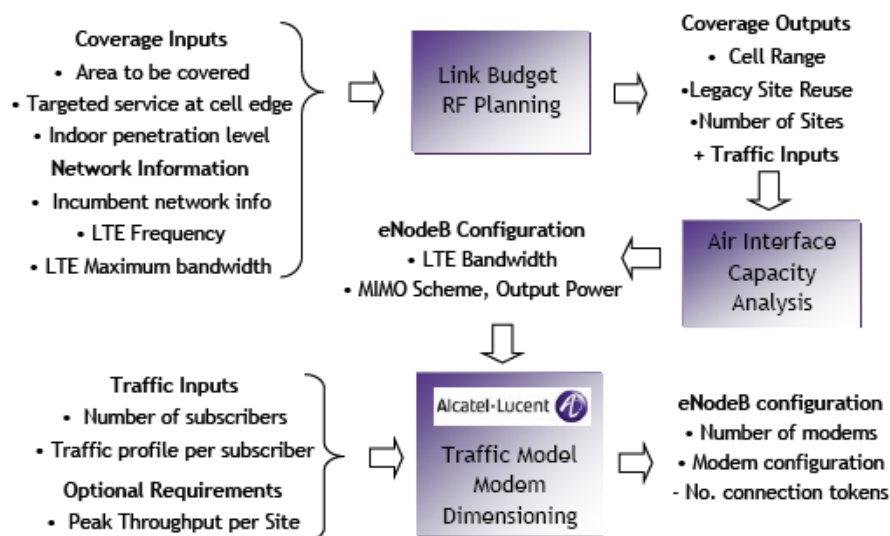 Coverage Inputs
• Area to be covered
• Targeted service at cell edge
• Indoor penetration level
Network Information
• Incumbent network info
• LTE Frequency
• LTE Maximum bandwidth
Link Budget
RF Planning
Coverage Outputs
• Cell Range
•Legacy Site Reuse
•Number of Sites
+ Traffic Inputs
Air Interface
Capacity
Analysis
eNodeB Configuration
• LTE Bandwidth
• MIMO Scheme, Output Power
Traffic Inputs
• Number of subscribers
• Traffic profile per subscriber
Optional Requirements
• Peak Throughput per Site
Alcatel·Lucent
Traffic Model
Modem
Dimensioning
eNodeB configuration
• Number of modems
• Modem configuration
- No. connection tokens